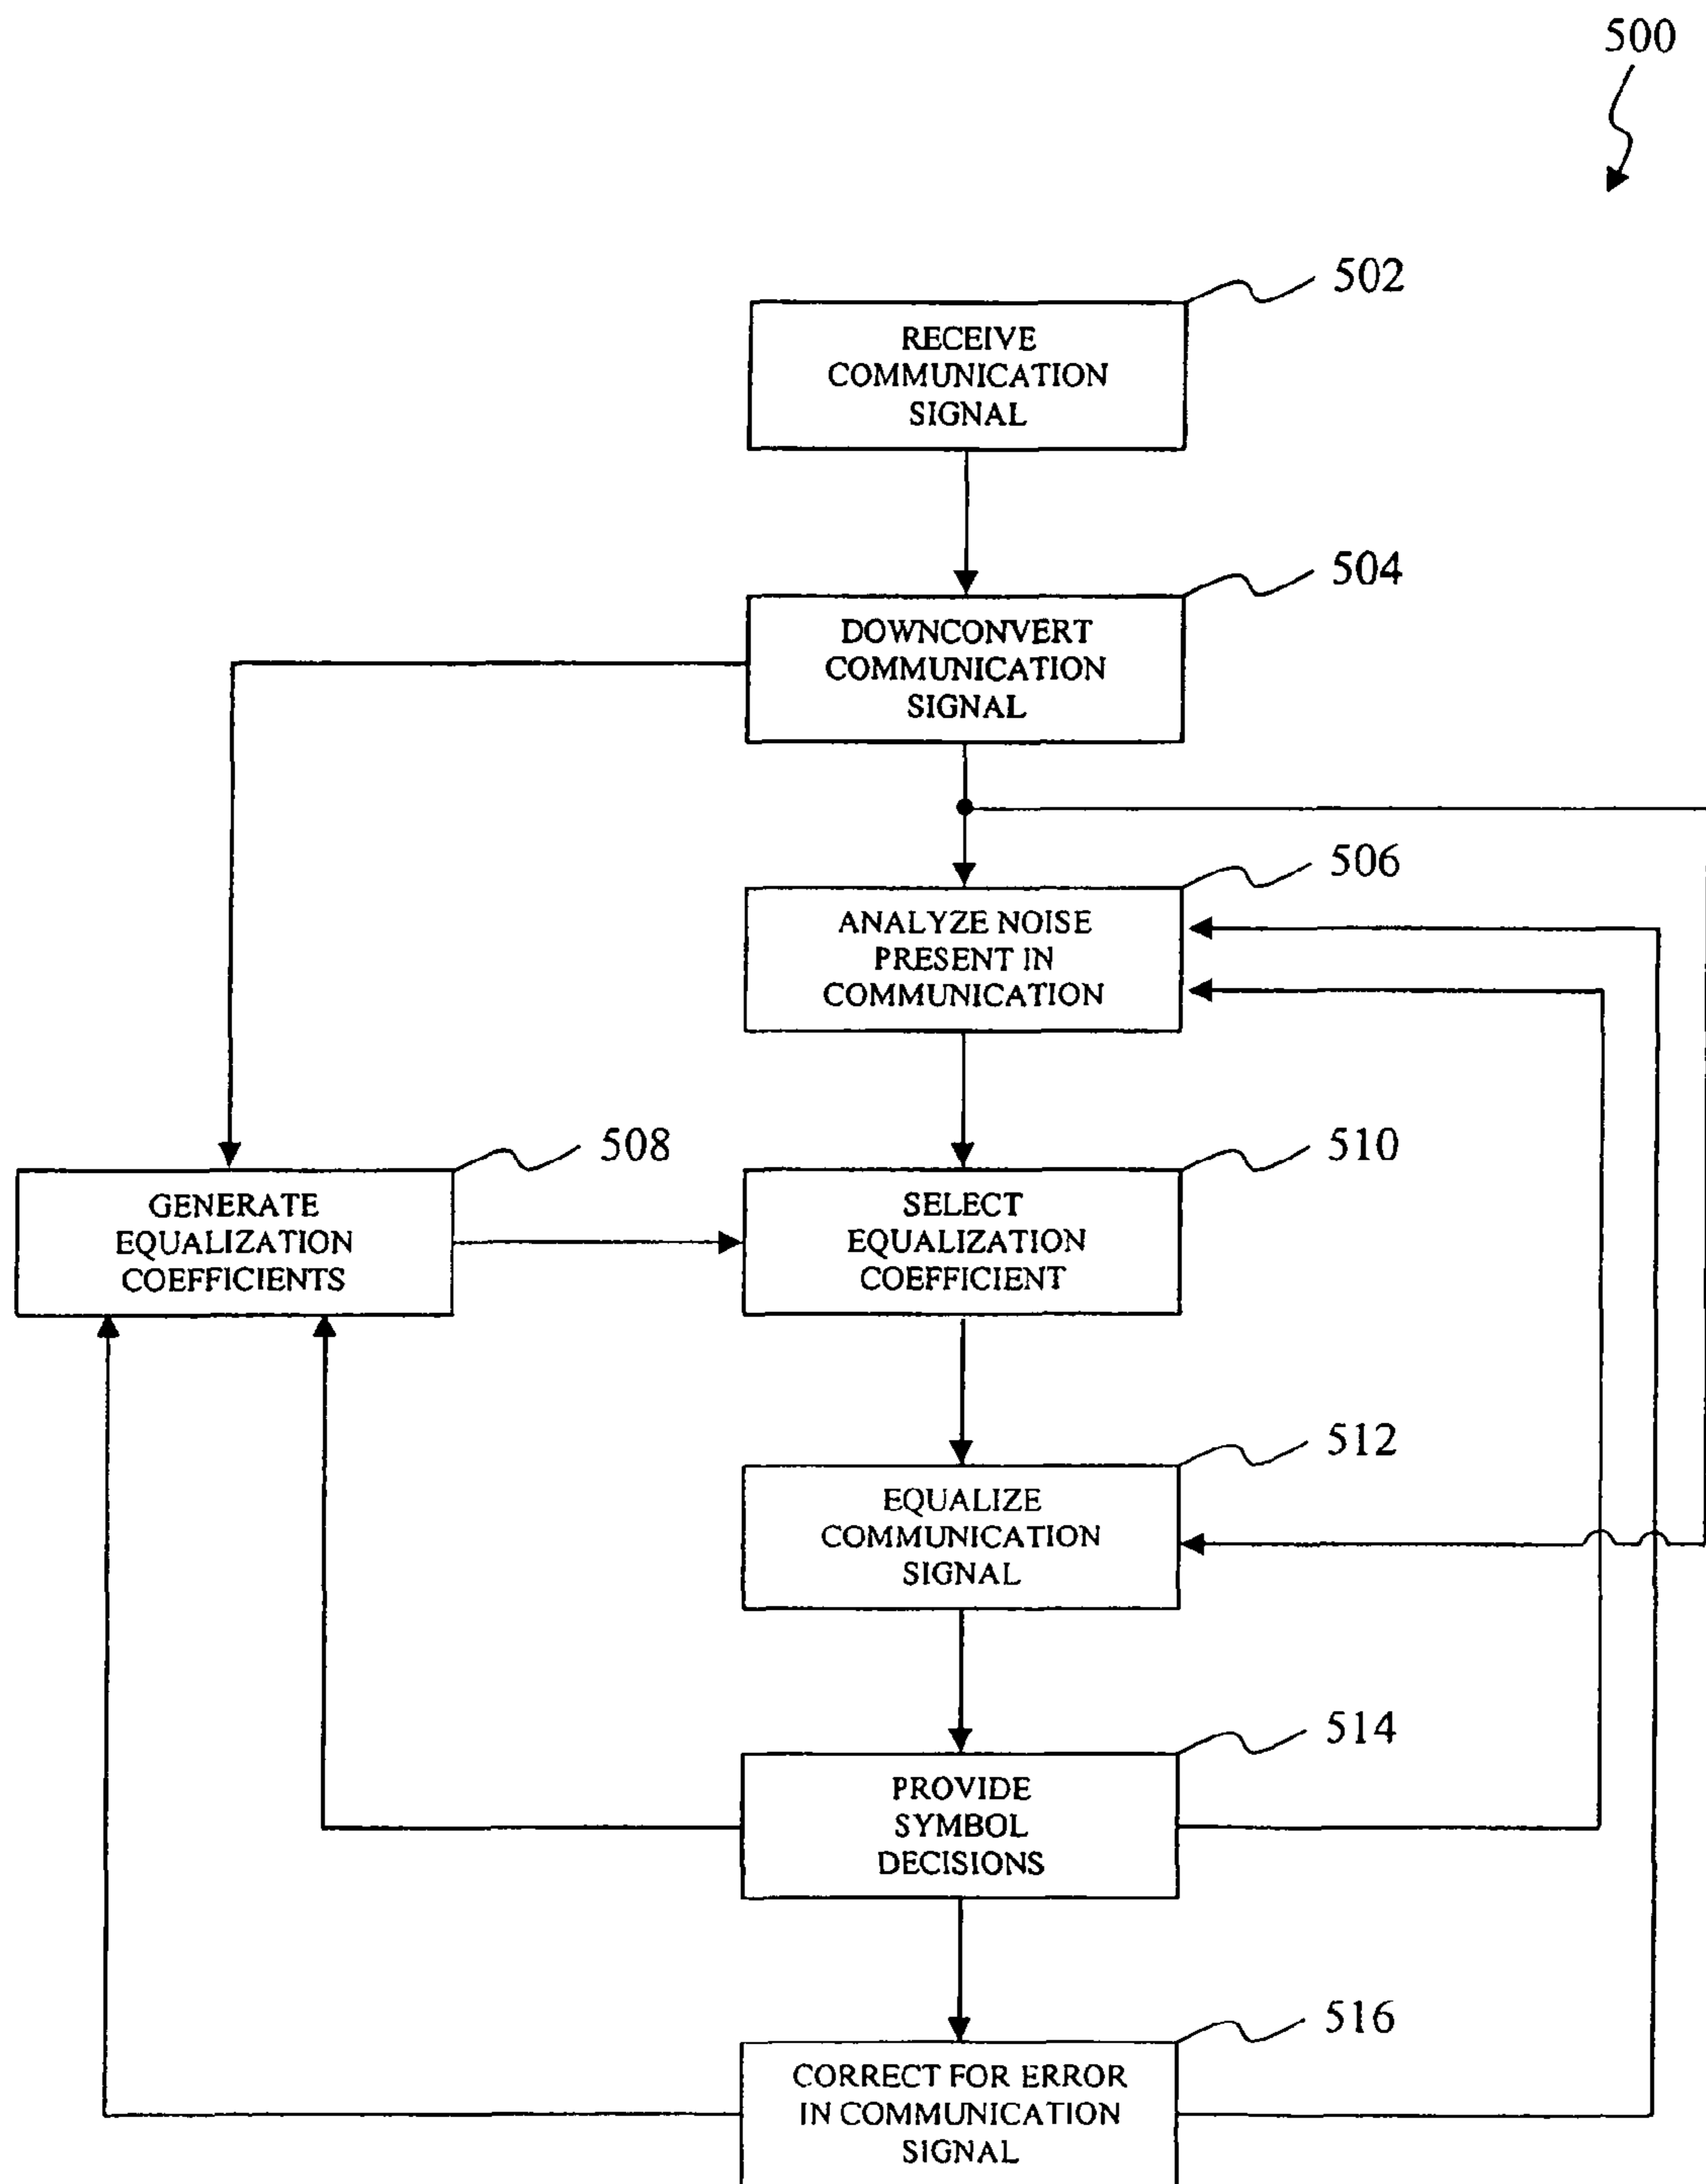 500
502
RECEIVE
COMMUNICATION
SIGNAL
504
DOWNCONVERT
COMMUNICATION
SIGNAL
506
ANALYZE NOISE
PRESENT IN
COMMUNICATION
508
GENERATE
EQUALIZATION
COEFFICIENTS
510
SELECT
EQUALIZATION
COEFFICIENT
512
EQUALIZE
COMMUNICATION
SIGNAL
514
PROVIDE
SYMBOL
DECISIONS
516
CORRECT FOR ERROR
IN COMMUNICATION
SIGNAL